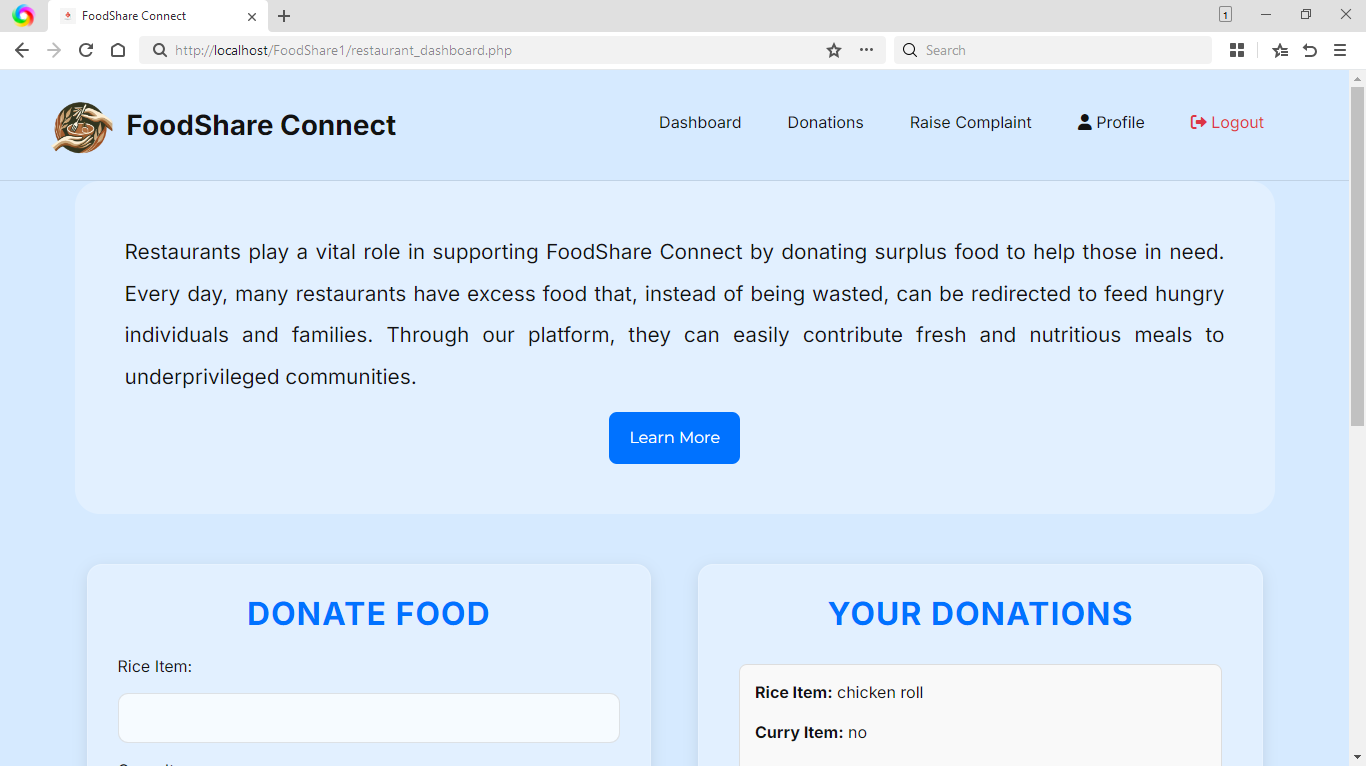 FoodShare Connect
1
http://localhost/FoodShare1/restaurant_dashboard.php
Search
FoodShare Connect
Dashboard
Donations
Raise Complaint
Profile
Logout
Restaurants play a vital role in supporting FoodShare Connect by donating surplus food to help those in need.
Every day, many restaurants have excess food that, instead of being wasted, can be redirected to feed hungry
individuals and families. Through our platform, they can easily contribute fresh and nutritious meals to
underprivileged communities.
Learn More
DONATE FOOD
Rice Item:
YOUR DONATIONS
Rice Item: chicken roll
Curry Item: no